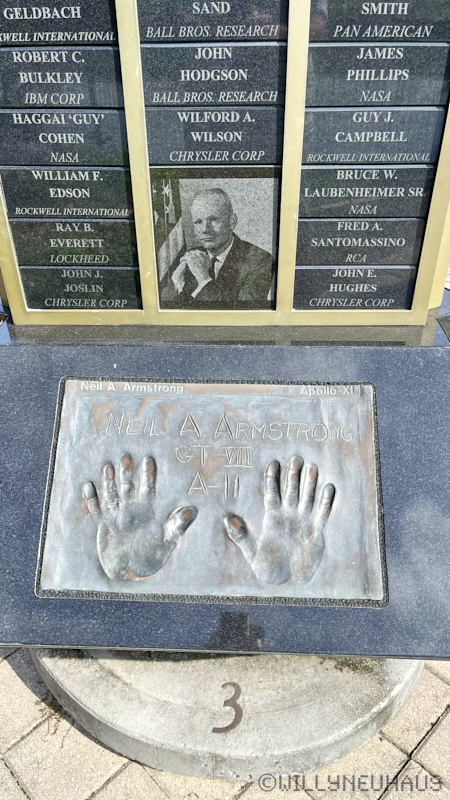 GELDBACH
ROCKWELL INTERNATIONAL
ROBERT C.
BULKLEY
IBM CORP
HAGGAI 'GUY'
COHEN
NASA
WILLIAM F.
EDSON
ROCKWELL INTERNATIONAL
RAY B.
EVERETT
LOCKHEED
JOHN J.
JOSLIN
CHRYSLER CORP
SAND
BALL BROS. RESEARCH
JOHN
HODGSON
BALL BROS. RESEARCH
WILFORD A.
WILSON
CHRYSLER CORP
SMITH
PAN AMERICAN
JAMES
PHILLIPS
NASA
GUY J.
CAMPBELL
ROCKWELL INTERNATIONAL
BRUCE W.
LAUBENHEIMER SR.
NASA
FRED A.
SANTOMASSINO
RCA
JOHN E.
HUGHES
CHRYSLER CORP
Neil A. Armstrong Apollo XI
NEIL A. ARMSTRONG
GT-VIII
A-11
3
©WILLYNEUHAUS